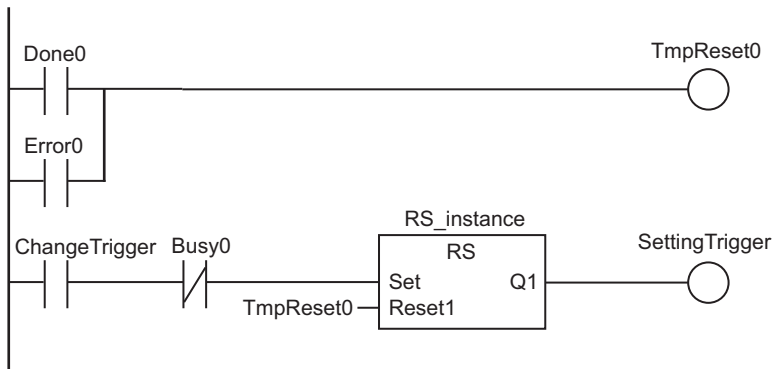 Done0
TmpReset0
Error0
RS_instance
ChangeTrigger
Busy0
RS
SettingTrigger
Set
Q1
TmpReset0
Reset1